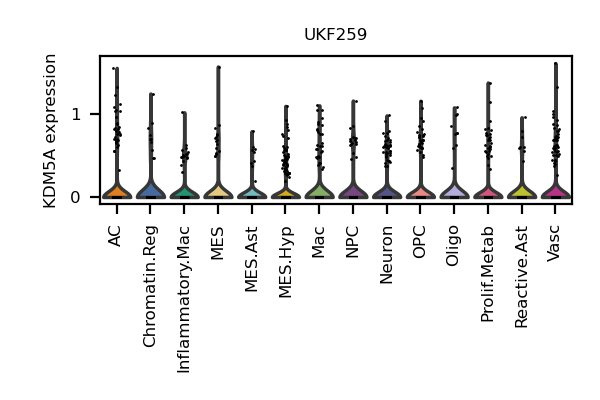 UKF259
KDM5A expression
1
0
AC
Chromatin.Reg
Inflammatory.Mac
MES
MES.Ast
MES.Hyp
Mac
NPC
Neuron
OPC
Oligo
Prolif.Metab
Reactive.Ast
Vasc